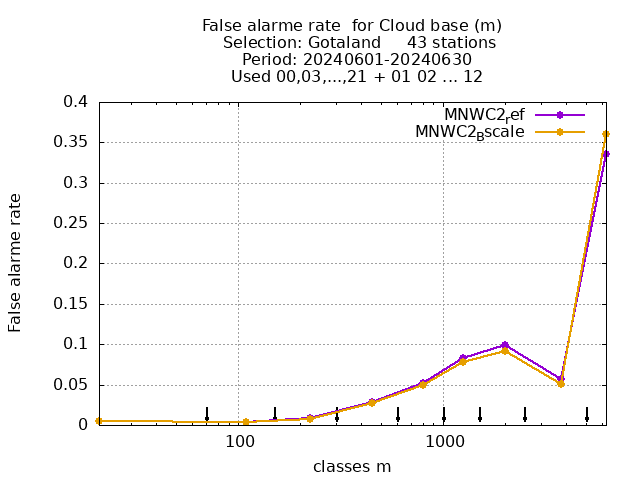 False alarme rate  for Cloud base (m)
Selection: Gotaland     43 stations
Period: 20240601-20240630
Used 00,03,...,21 + 01 02 ... 12
MNWC2ref
MNWC2Bscale
0.4
0.35
0.3
0.25
0.2
0.15
0.1
0.05
0
False alarme rate
100
1000
classes m